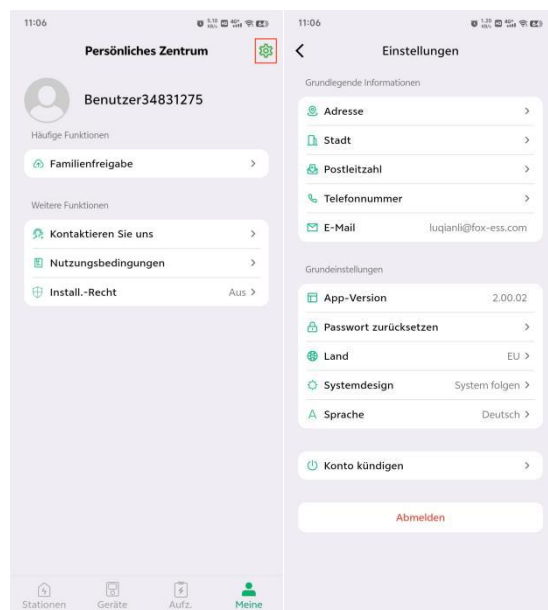 11:06
Persönliches Zentrum
Benutzer34831275
Häufige Funktionen
Familienfreigabe
Weitere Funktionen
Kontaktieren Sie uns
Nutzungsbedingungen
Install.-Recht Aus
Stationen Geräte Aufz. Meine
11:06
Einstellungen
Grundlegende Informationen
Adresse
Stadt
Postleitzahl
Telefonnummer
E-Mail luqianli@fox-ess.com
Grundeinstellungen
App-Version 2.00.02
Passwort zurücksetzen
Land EU
Systemdesign System folgen
Sprache Deutsch
Konto kündigen
Abmelden